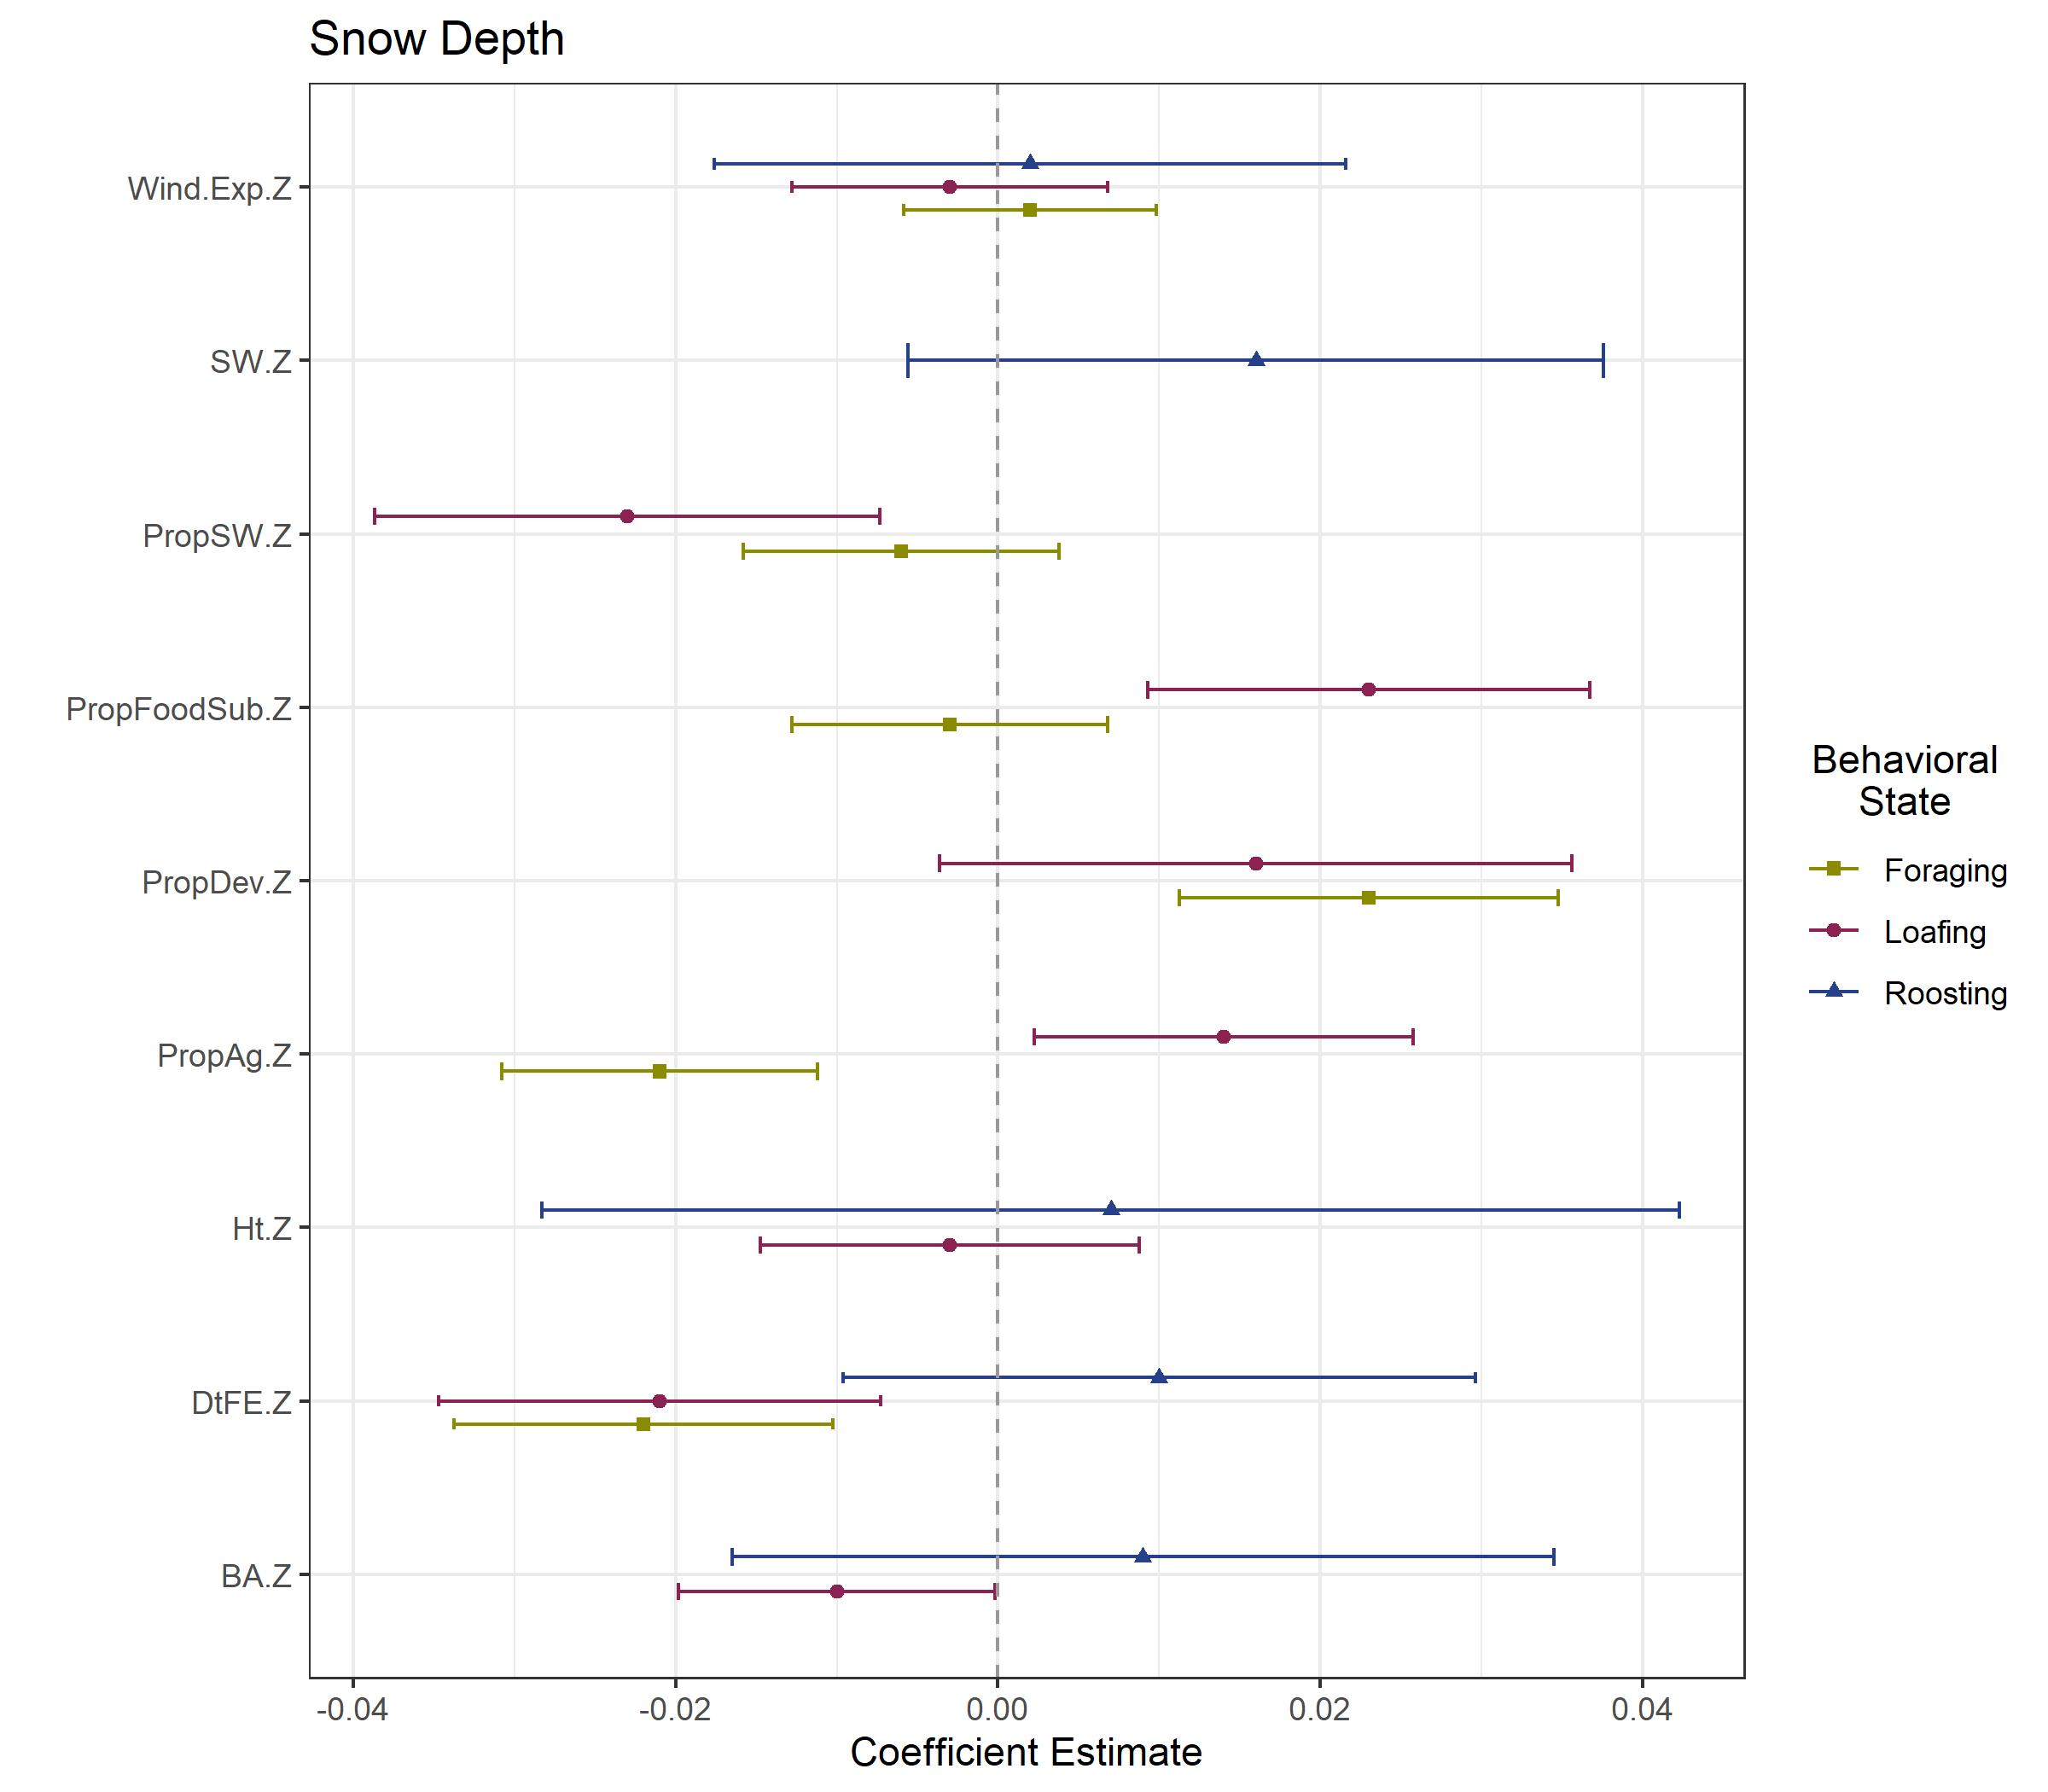 Snow Depth
Wind.Exp.Z
SW.Z
PropSW.Z
PropFoodSub.Z
PropDev.Z
PropAg.Z
Ht.Z
DtFE.Z
BA.Z
-0.04
-0.02
0.00
0.02
0.04
Coefficient Estimate
Behavioral
State
Foraging
Loafing
Roosting